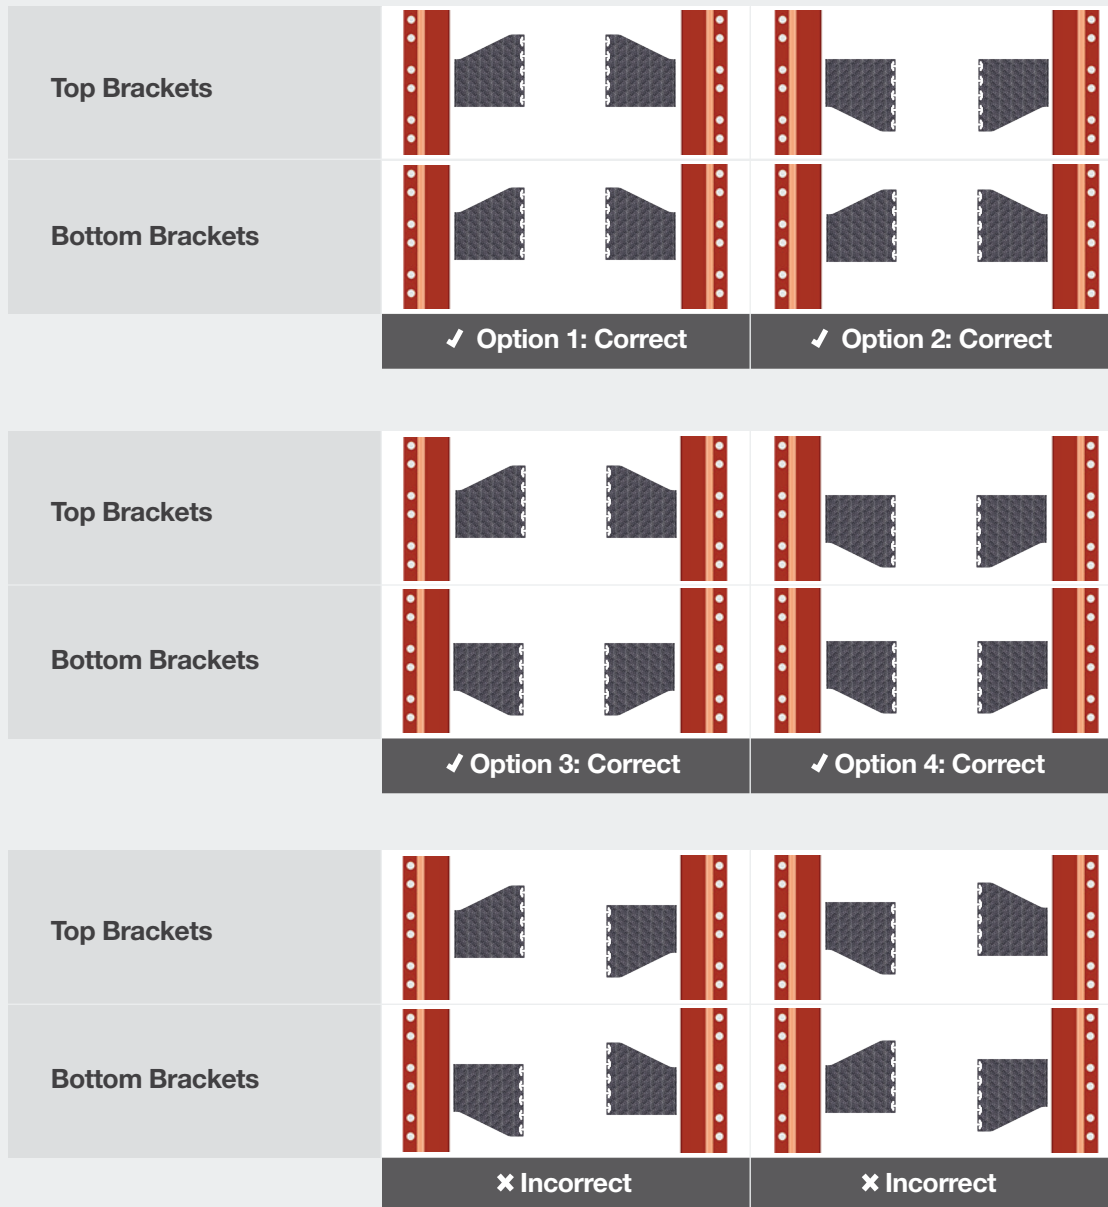 Top Brackets
Bottom Brackets
✓ Option 1: Correct
✓ Option 2: Correct
Top Brackets
Bottom Brackets
✓ Option 3: Correct
✓ Option 4: Correct
Top Brackets
Bottom Brackets
✖ Incorrect
✖ Incorrect